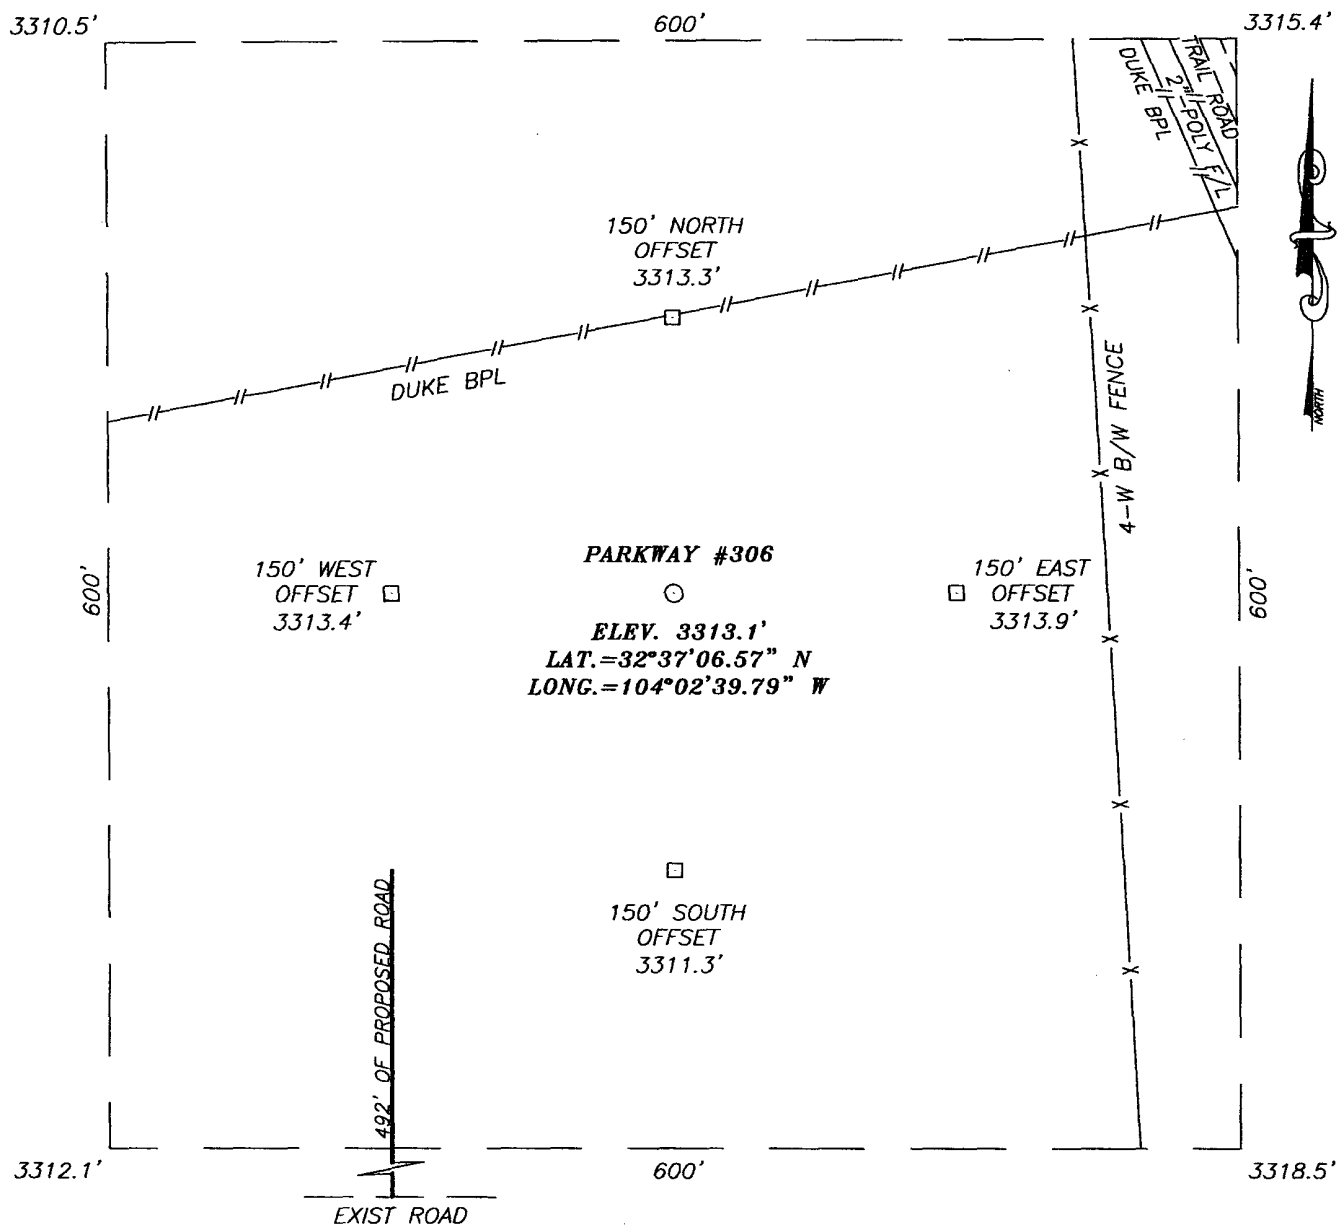 3310.5'
600'
3315.4'
TRAIL ROAD
2"-POLY F/L
DUKE BPL
150' NORTH
OFFSET
3313.3'
NORTH
DUKE BPL
4-W B/W FENCE
600'
150' WEST
OFFSET
3313.4'
PARKWAY #306
ELEV. 3313.1'
LAT.=32°37'06.57" N
LONG.=104°02'39.79" W
150' EAST
OFFSET
3313.9'
600'
150' SOUTH
OFFSET
3311.3'
492' OF PROPOSED ROAD
3312.1'
600'
3318.5'
EXIST ROAD